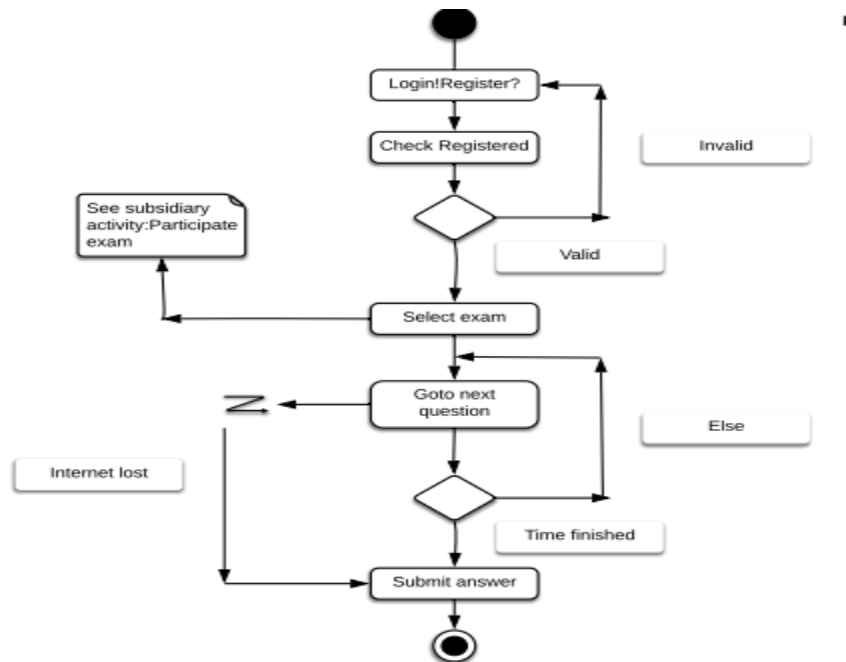 Login!Register?
Check Registered
Invalid
See subsidiary
activity:Participate
exam
Valid
Select exam
Goto next
question
Else
Internet lost
Time finished
Submit answer